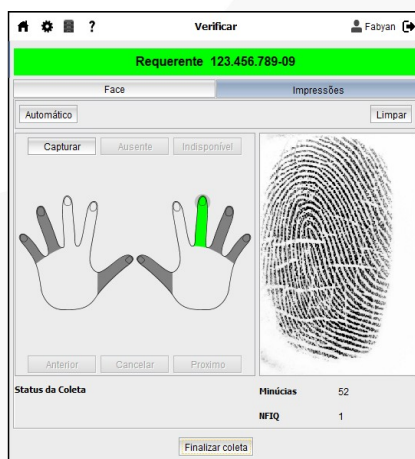 ? Verificar Fabyan
Requerente 123.456.789-09
Face Impressões
Automático Limpar
Capturar Ausente Indisponível
Anterior Cancelar Proximo
Status da Coleta Minúcias 52
NFIQ 1
Finalizar coleta